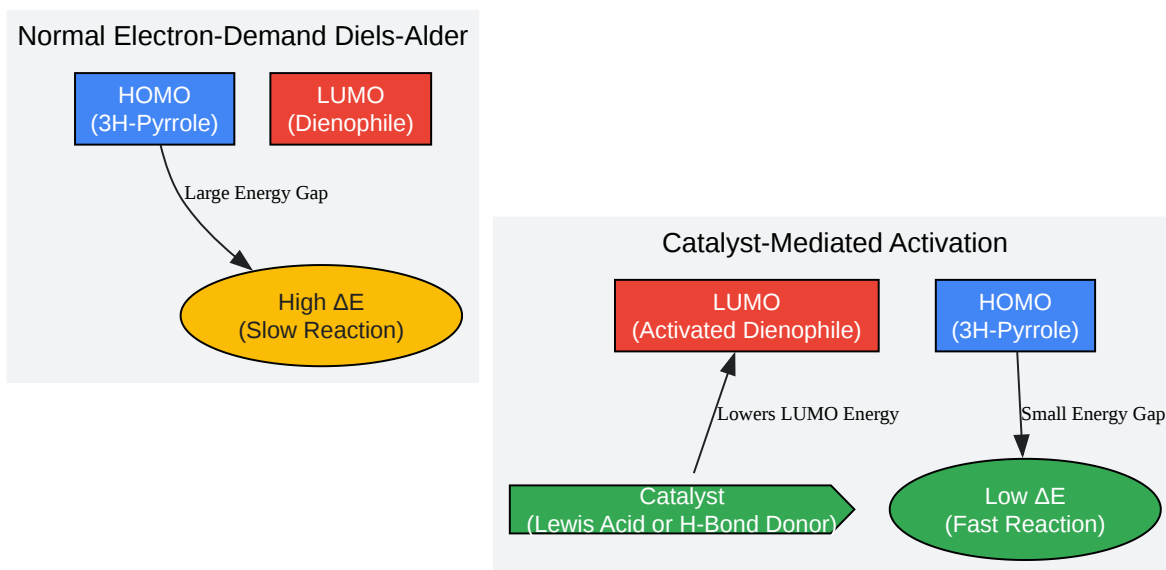 Normal Electron-Demand Diels-Alder
HOMO
(3H-Pyrrole)
LUMO
(Dienophile)
Large Energy Gap
High ΔE
(Slow Reaction)
Catalyst-Mediated Activation
LUMO
(Activated Dienophile)
HOMO
(3H-Pyrrole)
Lowers LUMO Energy
Small Energy Gap
Catalyst
(Lewis Acid or H-Bond Donor)
Low ΔE
(Fast Reaction)